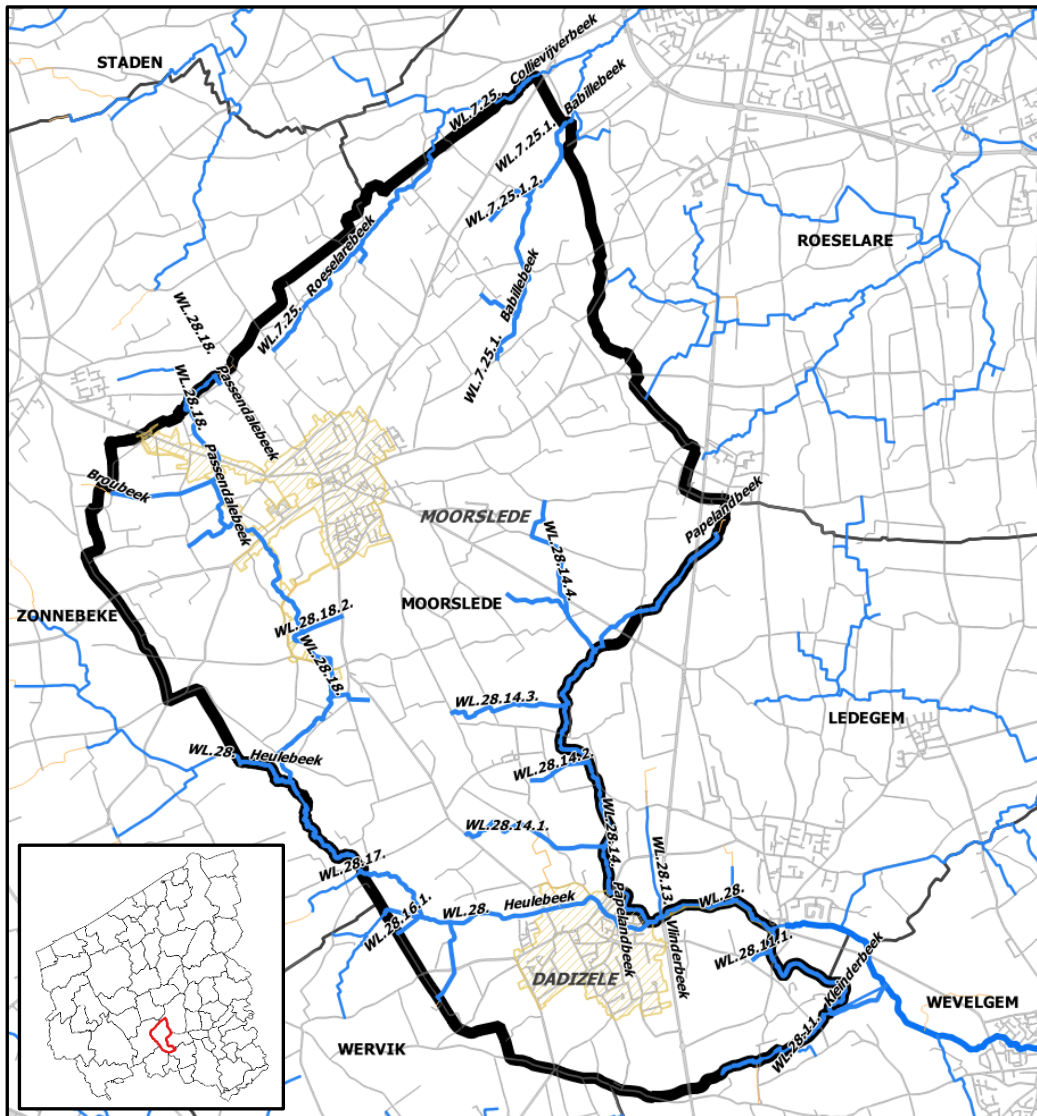 STADEN
WL.7.25. Collievijverbeek
Babillebeek
WL.7.25.1.
WL.7.25.1.2.
ROESELARE
WL.7.25. Roeselarebeek
Babillebeek
WL.7.25.1.
WL.28.18.
Passendalebeek
WL.28.18.
Passendalebeek
Broubeek
Papelandbeek
MOORSLEDE
WL.28.14.4.
MOORSLEDE
ZONNEBEKE
WL.28.18.2.
WL.28.18.
WL.28.14.3.
LEDEGEM
WL.28. Heulebeek
WL.28.14.2.
WL.28.14.1.
WL.28.14. Papelandbeek
WL.28.13. Vlinderbeek
WL.28.17.
WL.28.
WL.28. Heulebeek
WL.28.16.1.
WL.28.11.1.
DADIZELE
WL.28.11. Kleinderbeek
WEVELGEM
WERVIK